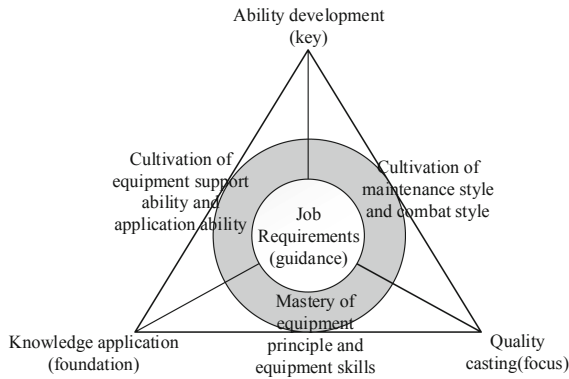 Ability development
(key)
Cultivation of
equipment support
ability and
application ability
Cultivation of
maintenance style
and combat style
Job
Requirements
(guidance)
Mastery of
equipment
principle and
equipment skills
Knowledge application
(foundation)
Quality
casting(focus)